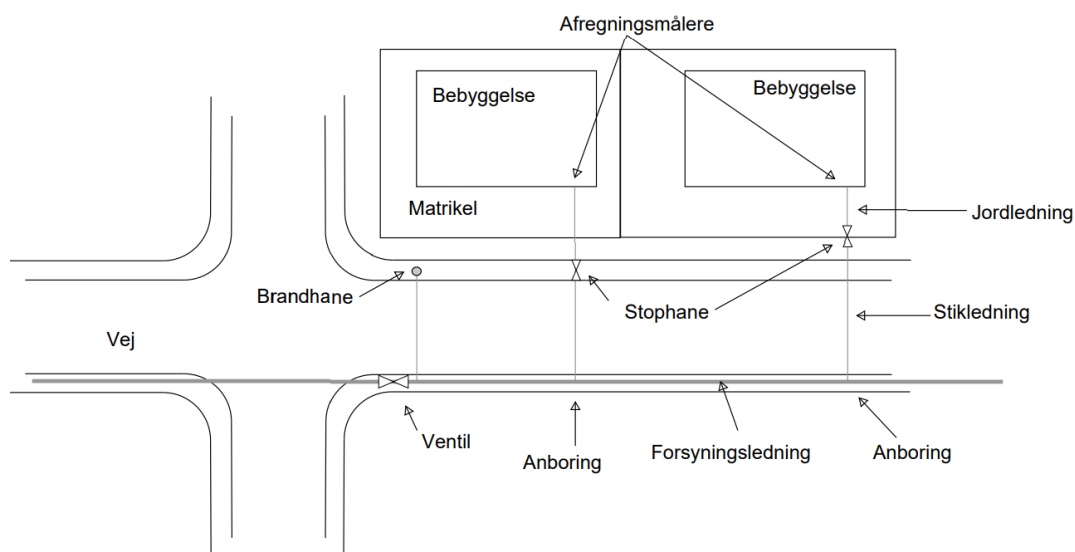 Afregningsmålere
Bebyggelse
Bebyggelse
Matrikel
Jordledning
Brandhane
Stophane
Stikledning
Vej
Ventil
Anboring
Forsyningsledning
Anboring